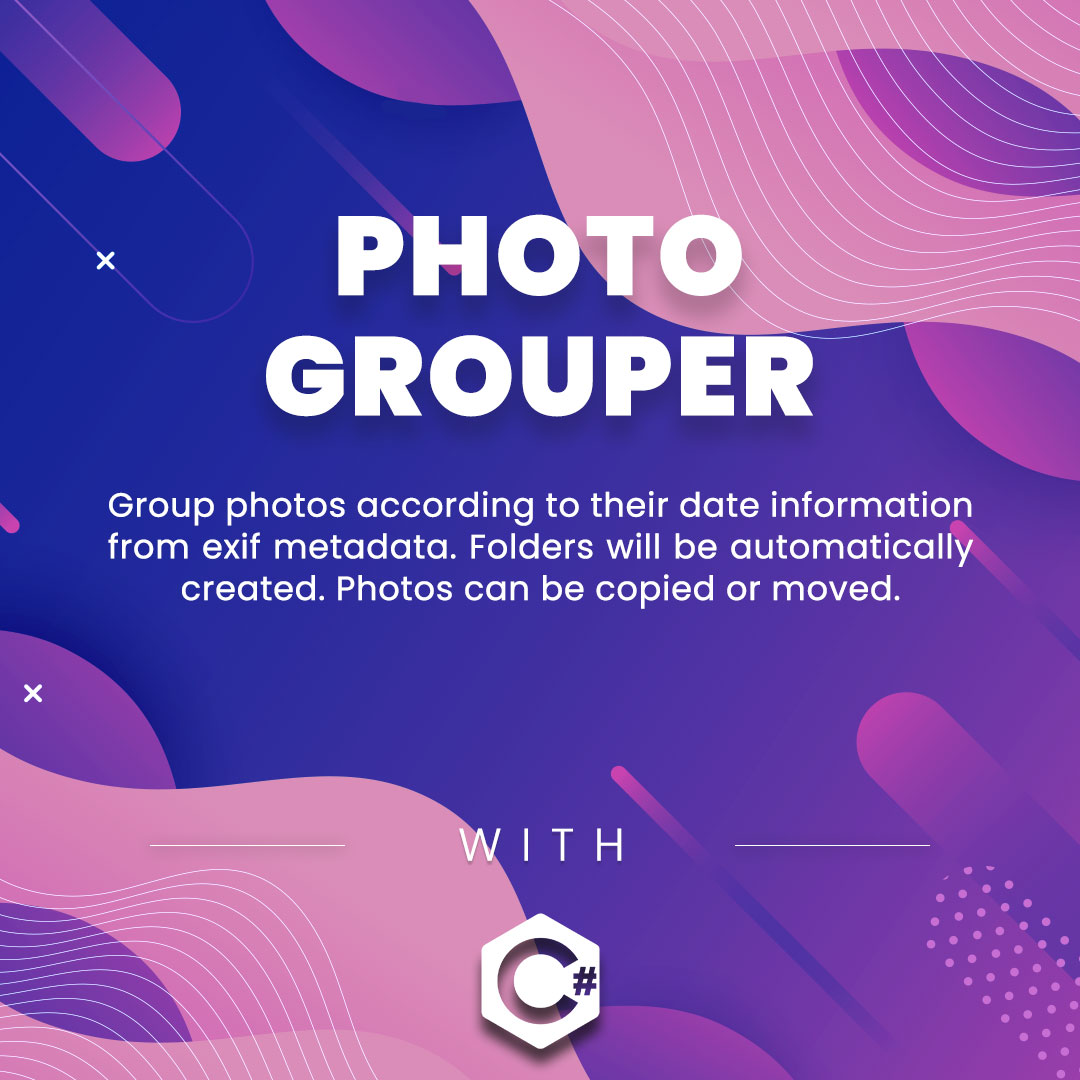 PHOTO
GROUPER
Group photos according to their date information
from exif metadata. Folders will be automatically
created. Photos can be copied or moved.
WITH
C#